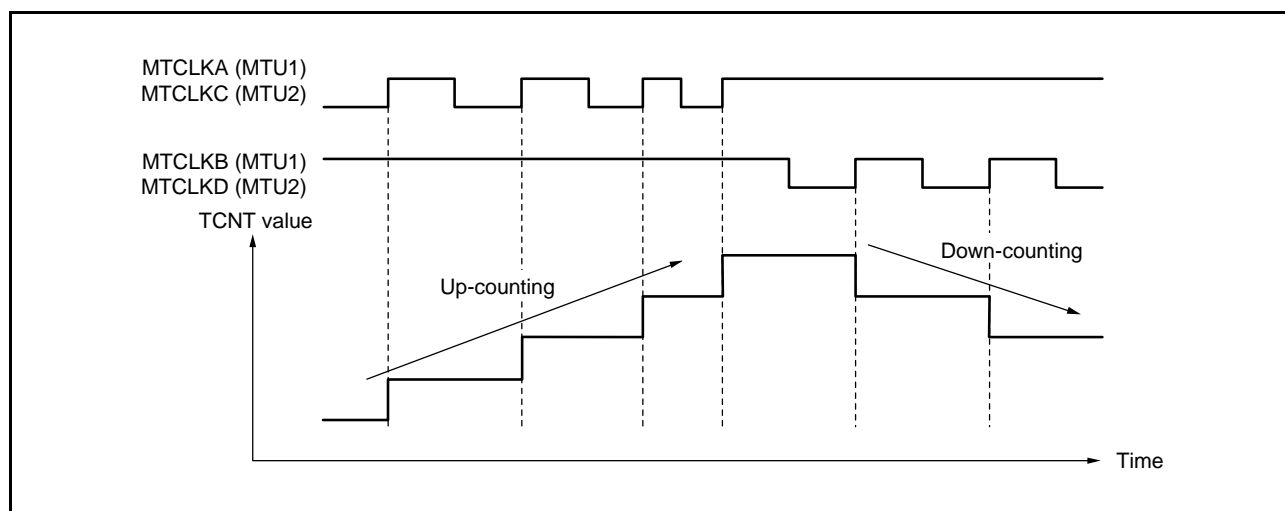 MTCLKA (MTU1)
MTCLKC (MTU2)
MTCLKB (MTU1)
MTCLKD (MTU2)
TCNT value
Down-counting
Up-counting
Time